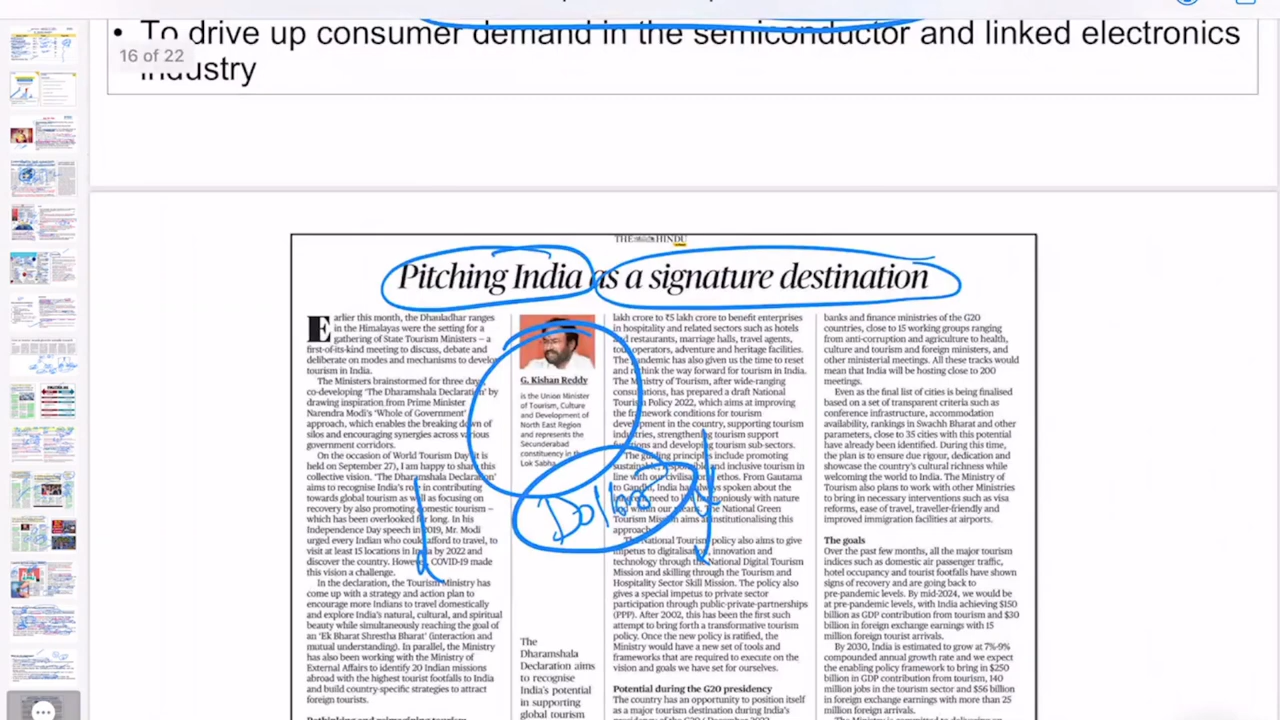 • To drive up consumer demand in the semiconductor and linked electronics
16 of 22
industry
THE HINDU
Pitching India as a signature destination
Earlier this month, the Dhauladhar ranges
in the Himalayas were the setting for a
gathering of State Tourism Ministers – a
first-of-its-kind meeting to discuss, debate and
deliberate on modes and mechanisms to develop
tourism in India.
The Ministers brainstormed for three days
co-developing 'The Dharamshala Declaration' by
drawing inspiration from Prime Minister
Narendra Modi's 'Whole of Government'
approach, which enables the breaking down of
silos and encouraging synergies across various
government corridors.
On the occasion of World Tourism Day (it is
held on September 27), I am happy to share this
collective vision. 'The Dharamshala Declaration'
aims to recognise India's role in contributing
towards global tourism as well as focusing on
recovery by also promoting domestic tourism –
which has been overlooked for long. In his
Independence Day speech in 2019, Mr. Modi
urged every Indian who could afford to travel, to
visit at least 15 locations in India by 2022 and
discover the country. However, COVID-19 made
this vision a challenge.
In the declaration, the Tourism Ministry has
come up with a strategy and action plan to
encourage more Indians to travel domestically
and explore India's natural, cultural, and spiritual
beauty while simultaneously reaching the goal of
an 'Ek Bharat Shrestha Bharat' (interaction and
mutual understanding). In parallel, the Ministry
has also been working with the Ministry of
External Affairs to identify 20 Indian missions
abroad with the highest tourist footfalls to India
and build country-specific strategies to attract
foreign tourists.
G. Kishan Reddy
is the Union Minister
of Tourism, Culture
and Development of
North East Region
and represents the
Secunderabad
constituency in the
Lok Sabha
Dollars
The
Dharamshala
Declaration aims
to recognise
India's potential
in supporting
global tourism
lakh crore to ₹5 lakh crore to benefit enterprises
in hospitality and related sectors such as hotels
and restaurants, marriage halls, travel agents,
tour operators, adventure and heritage facilities.
The pandemic has also given us the time to reset
and rethink the way forward for tourism in India.
The Ministry of Tourism, after wide-ranging
consultations, has prepared a draft National
Tourism Policy 2022, which aims at improving
the framework conditions for tourism
development in the country, supporting tourism
industries, strengthening tourism support
functions and developing tourism sub-sectors.
The guiding principles include promoting
sustainable, responsible and inclusive tourism in
line with our civilisational ethos. From Gautama
to Gandhi, India has always spoken about the
need to live harmoniously with nature
within our means. The National Green
Tourism Mission aims at institutionalising this
approach.
The National Tourism policy also aims to give
impetus to digitalisation, innovation and
technology through the National Digital Tourism
Mission and skilling through the Tourism and
Hospitality Sector Skill Mission. The policy also
gives a special impetus to private sector
participation through public-private-partnerships
(PPP). After 2002, this has been the first such
attempt to bring forth a transformative tourism
policy. Once the new policy is ratified, the
Ministry would have a new set of tools and
frameworks that are required to execute on the
vision and goals we have set for ourselves.
Potential during the G20 presidency
The country has an opportunity to position itself
as a major tourism destination during India's
banks and finance ministries of the G20
countries, close to 15 working groups ranging
from anti-corruption and agriculture to health,
culture and tourism and foreign ministers, and
other ministerial meetings. All these tracks would
mean that India will be hosting close to 200
meetings.
Even as the final list of cities is being finalised
based on a set of transparent criteria such as
conference infrastructure, accommodation
availability, rankings in Swachh Bharat and other
parameters, close to 35 cities with this potential
have already been identified. During this time,
the plan is to ensure due rigour, dedication and
showcase the country's cultural richness while
welcoming the world to India. The Ministry of
Tourism also plans to work with other Ministries
to bring in necessary interventions such as visa
reforms, ease of travel, traveller-friendly and
improved immigration facilities at airports.
The goals
Over the past few months, all the major tourism
indices such as domestic air passenger traffic,
hotel occupancy and tourist footfalls have shown
signs of recovery and are going back to
pre-pandemic levels. By mid-2024, we would be
at pre-pandemic levels, with India achieving $150
billion as GDP contribution from tourism and $30
billion in foreign exchange earnings with 15
million foreign tourist arrivals.
By 2030, India is estimated to grow at 7%-9%
compounded annual growth rate and we expect
the enabling policy framework to bring in $250
billion in GDP contribution from tourism, 140
million jobs in the tourism sector and $56 billion
in foreign exchange earnings with more than 25
million foreign arrivals.